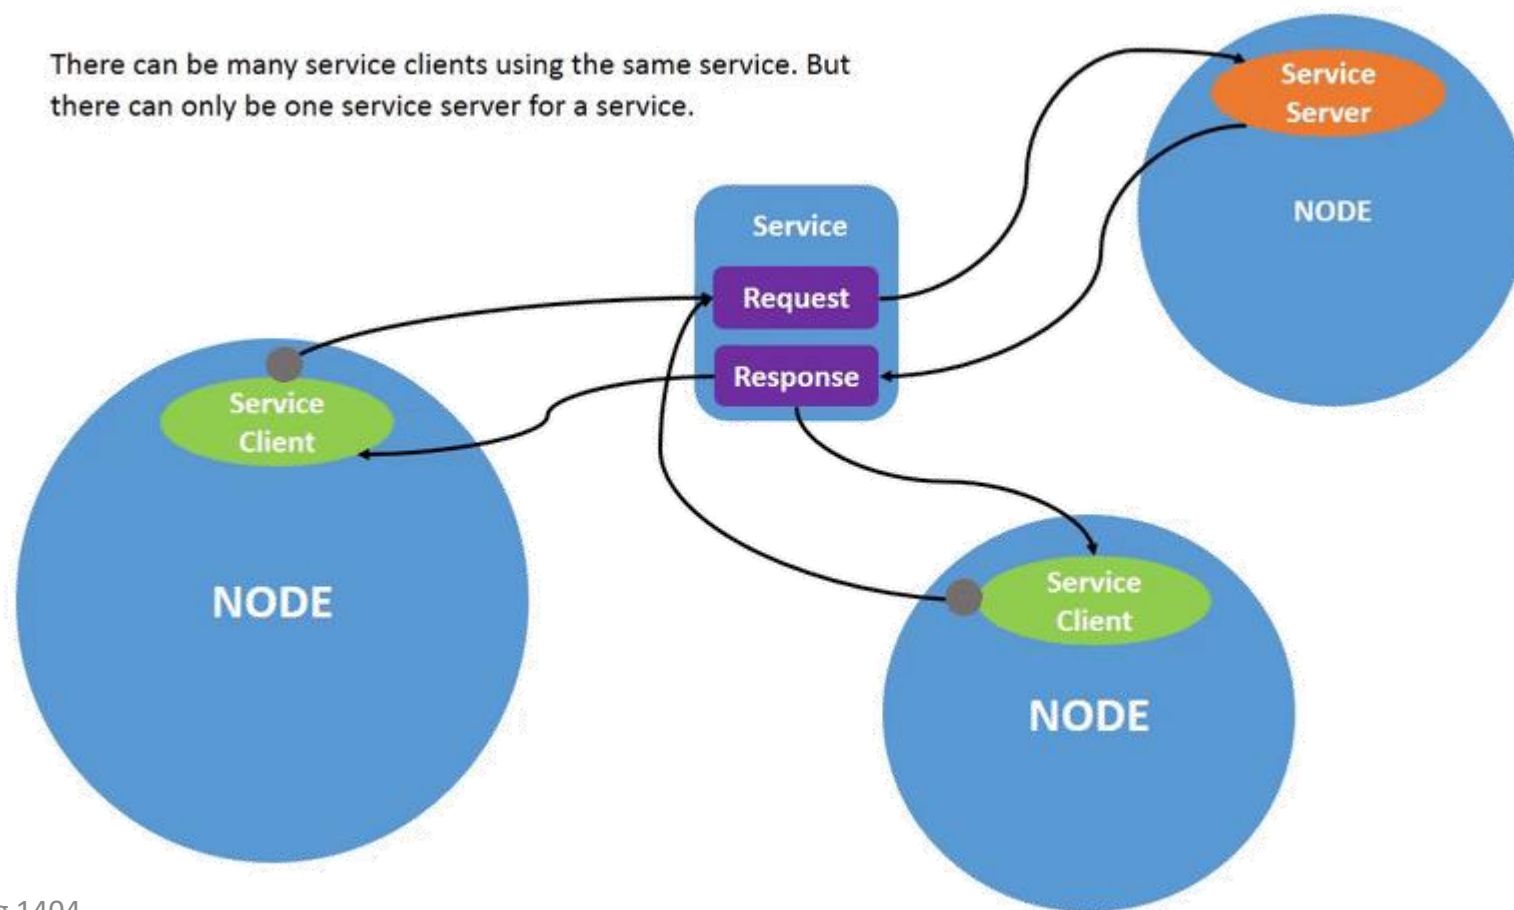 There can be many service clients using the same service. But
there can only be one service server for a service.
Service
Server
NODE
Service
Request
Response
Service
Client
NODE
Service
Client
NODE
1404